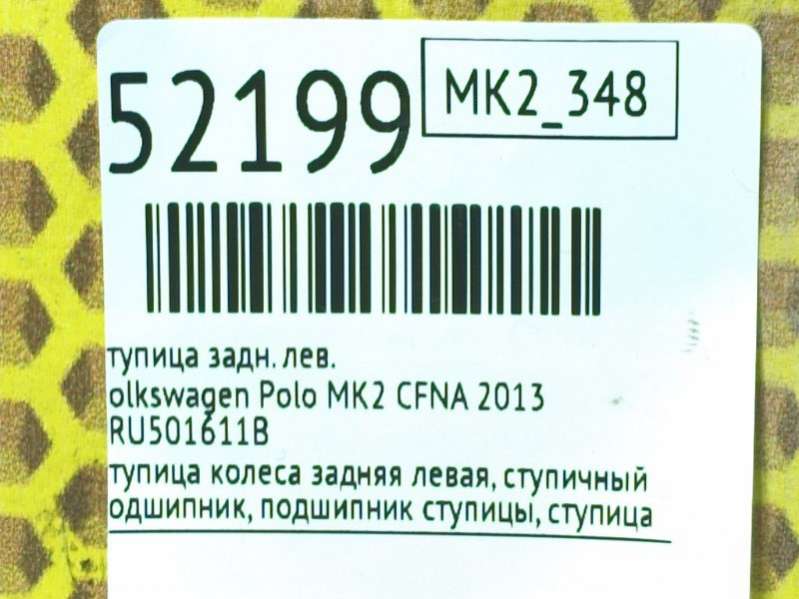 52199
MK2_348
тупица задн. лев.
olkswagen Polo MK2 CFNA 2013
RU501611B
тупица колеса задняя левая, ступичный
одшипник, подшипник ступицы, ступица